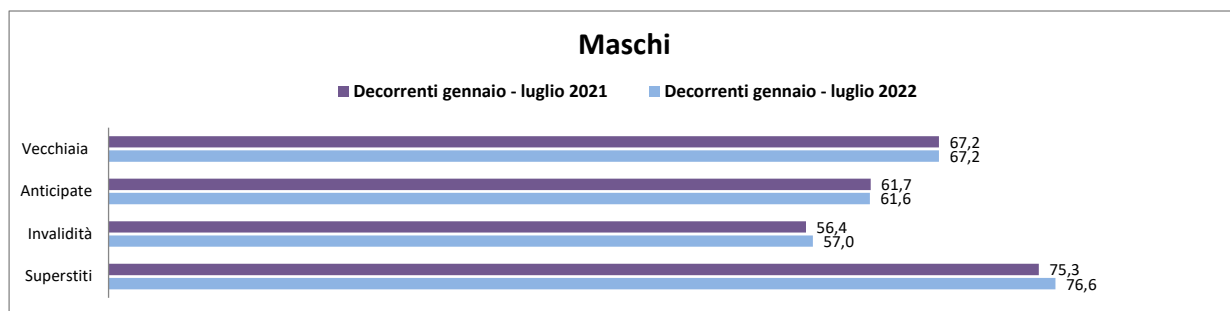 Maschi
Decorrenti gennaio - luglio 2021 Decorrenti gennaio - luglio 2022
Vecchiaia 67,2
67,2
Anticipate 61,7
61,6
Invalidità 56,4
57,0
Superstiti 75,3
76,6